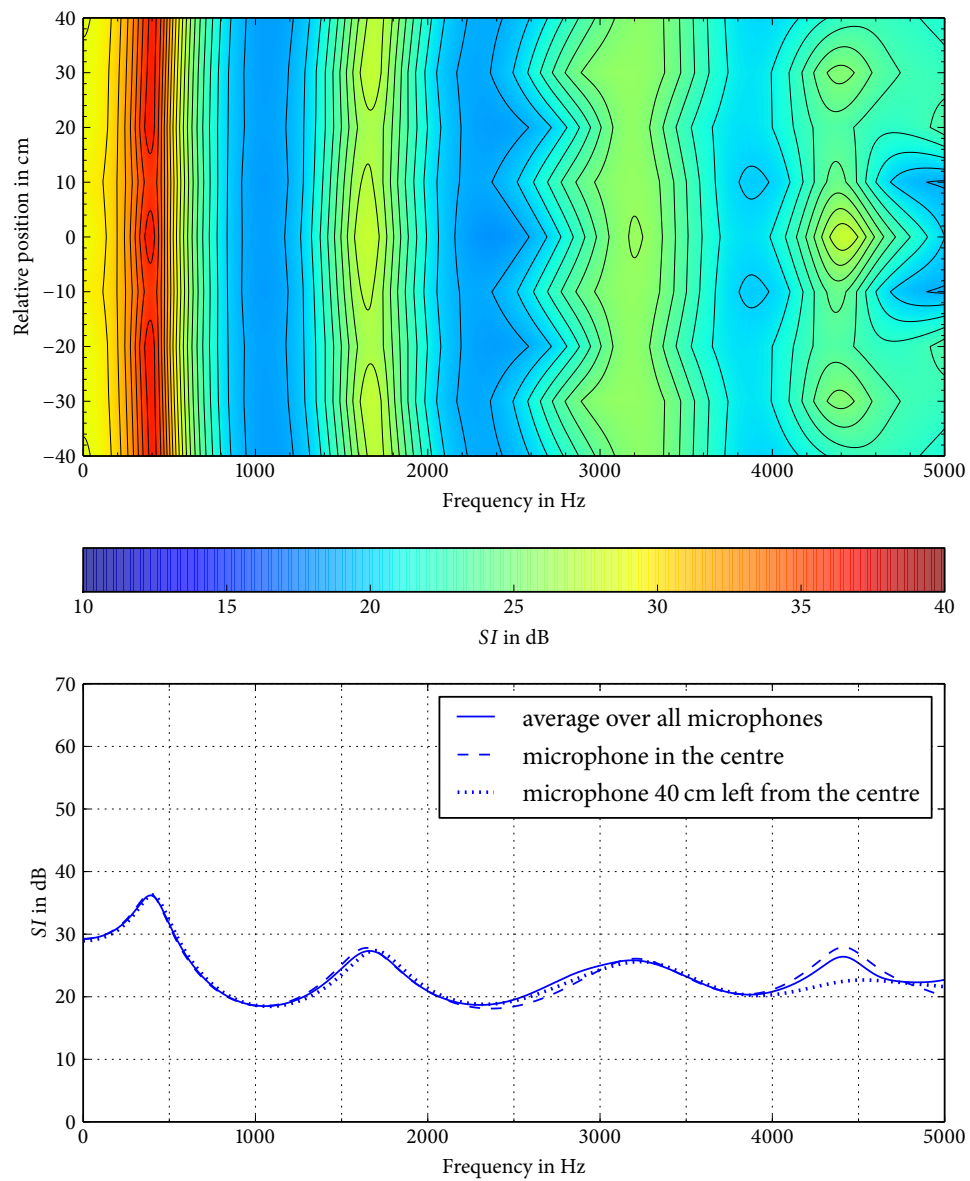 40
30
20
10
0
−10
−20
−30
−40
Relative position in cm
0 1000 2000 3000 4000 5000
Frequency in Hz
10 15 20 25 30 35 40
SI in dB
70
60
50
40
30
20
10
0
SI in dB
average over all microphones
microphone in the centre
microphone 40 cm left from the centre
0 1000 2000 3000 4000 5000
Frequency in Hz